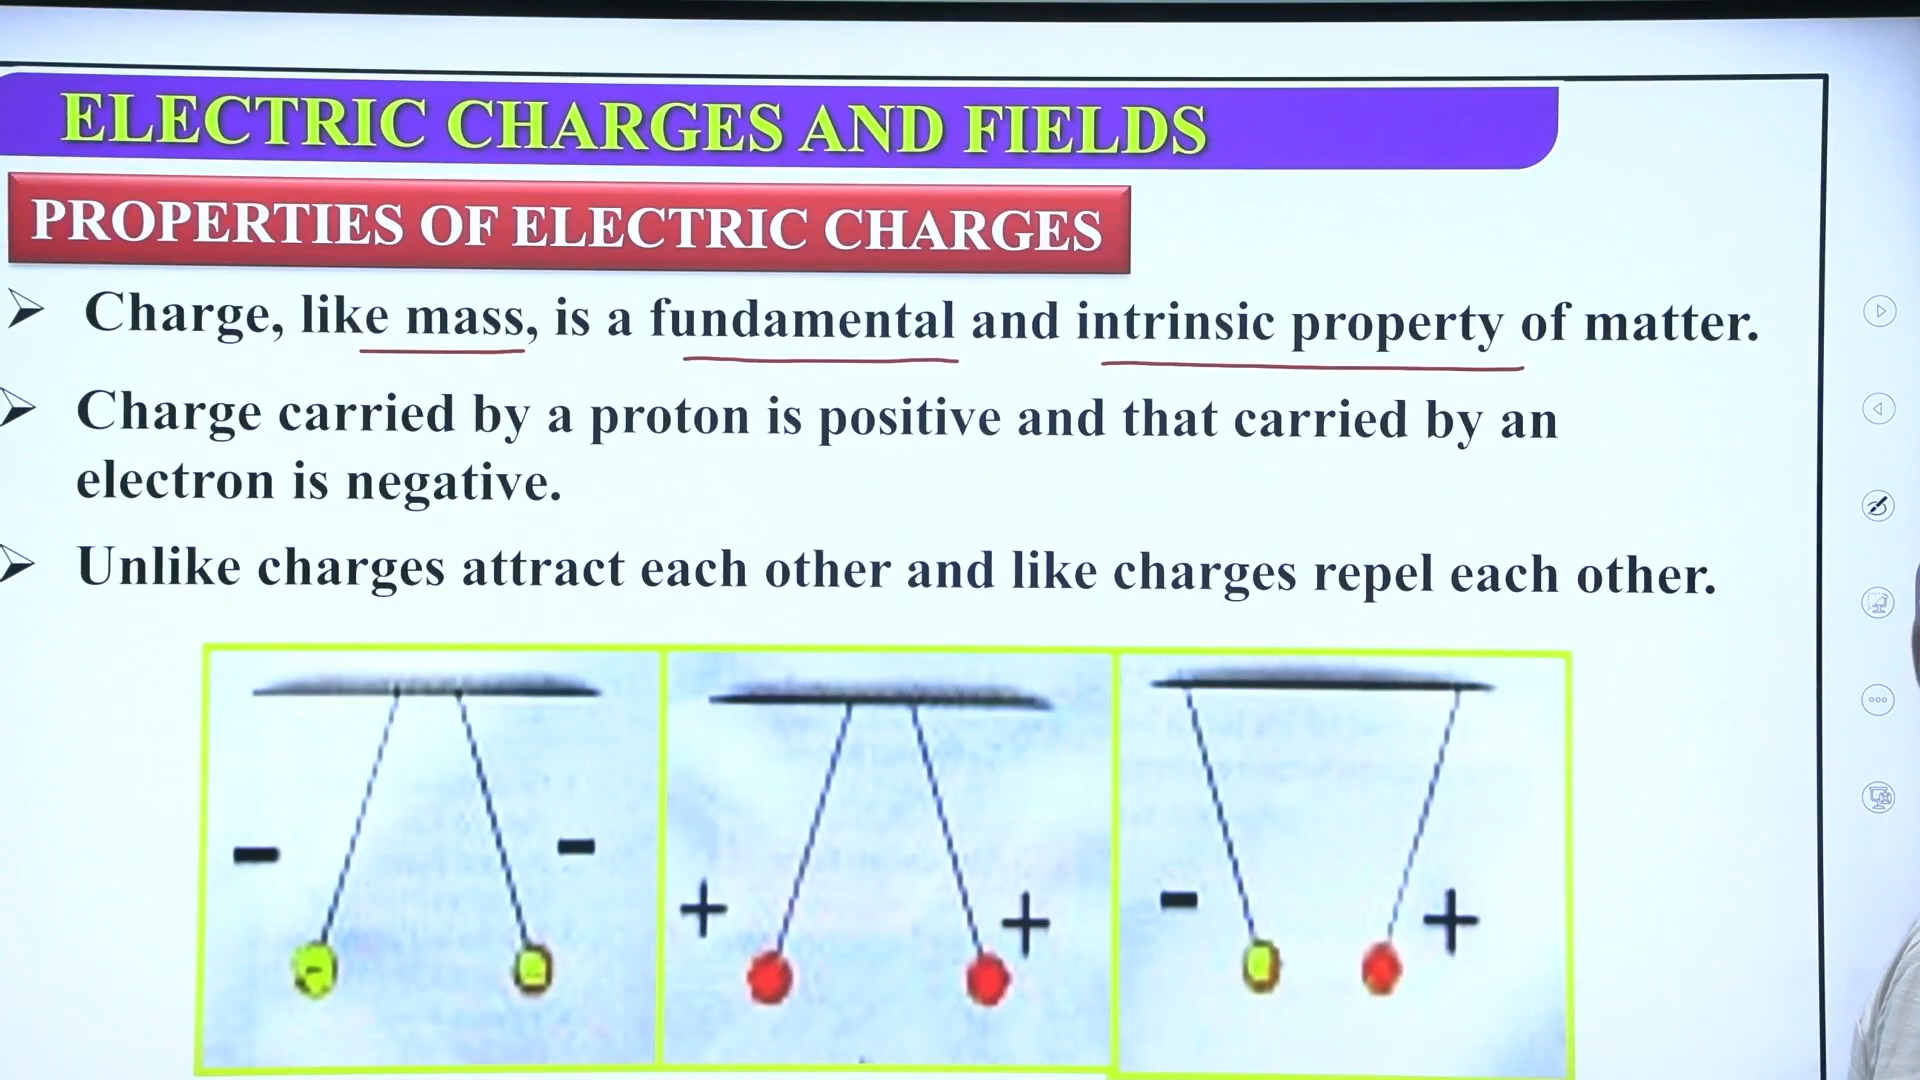 ELECTRIC CHARGES AND FIELDS
PROPERTIES OF ELECTRIC CHARGES
➢ Charge, like mass, is a fundamental and intrinsic property of matter.
➢ Charge carried by a proton is positive and that carried by an
electron is negative.
➢ Unlike charges attract each other and like charges repel each other.
- - + + - +